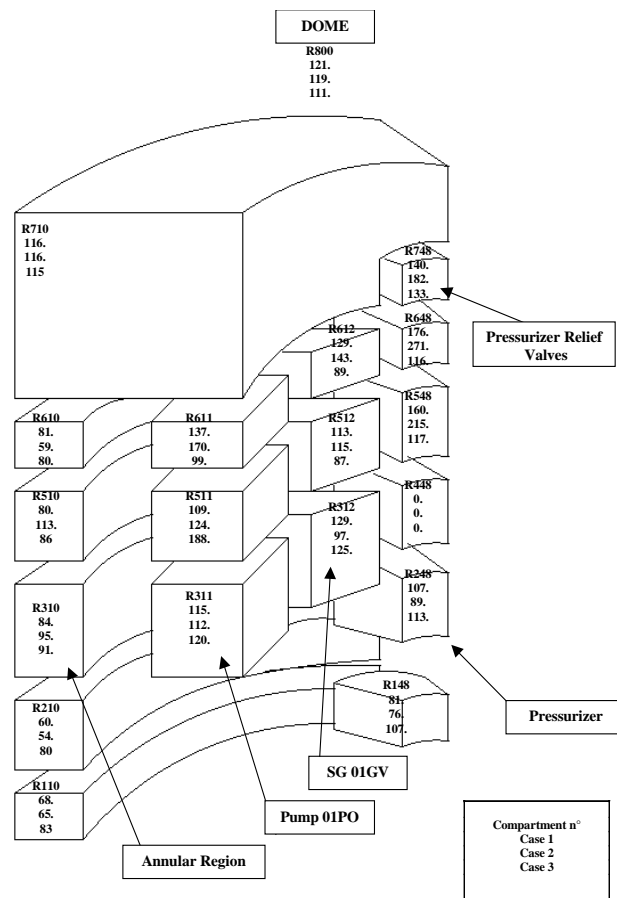 DOME
R800
121.
119.
111.
R710
116.
116.
115
R748
140.
182.
133.
Pressurizer Relief
Valves
R612
129.
143.
89.
R648
176.
271.
116.
R610
81.
59.
80.
R611
137.
170.
99.
R512
113.
115.
87.
R548
160.
215.
117.
R510
80.
113.
86
R511
109.
124.
188.
R312
129.
97.
125.
R448
0.
0.
0.
R310
84.
95.
91.
R311
115.
112.
120.
R248
107.
89.
113.
R210
60.
54.
80
R148
81.
76.
107.
Pressurizer
R110
68.
65.
83
SG 01GV
Pump 01PO
Annular Region
Compartment n°
Case 1
Case 2
Case 3